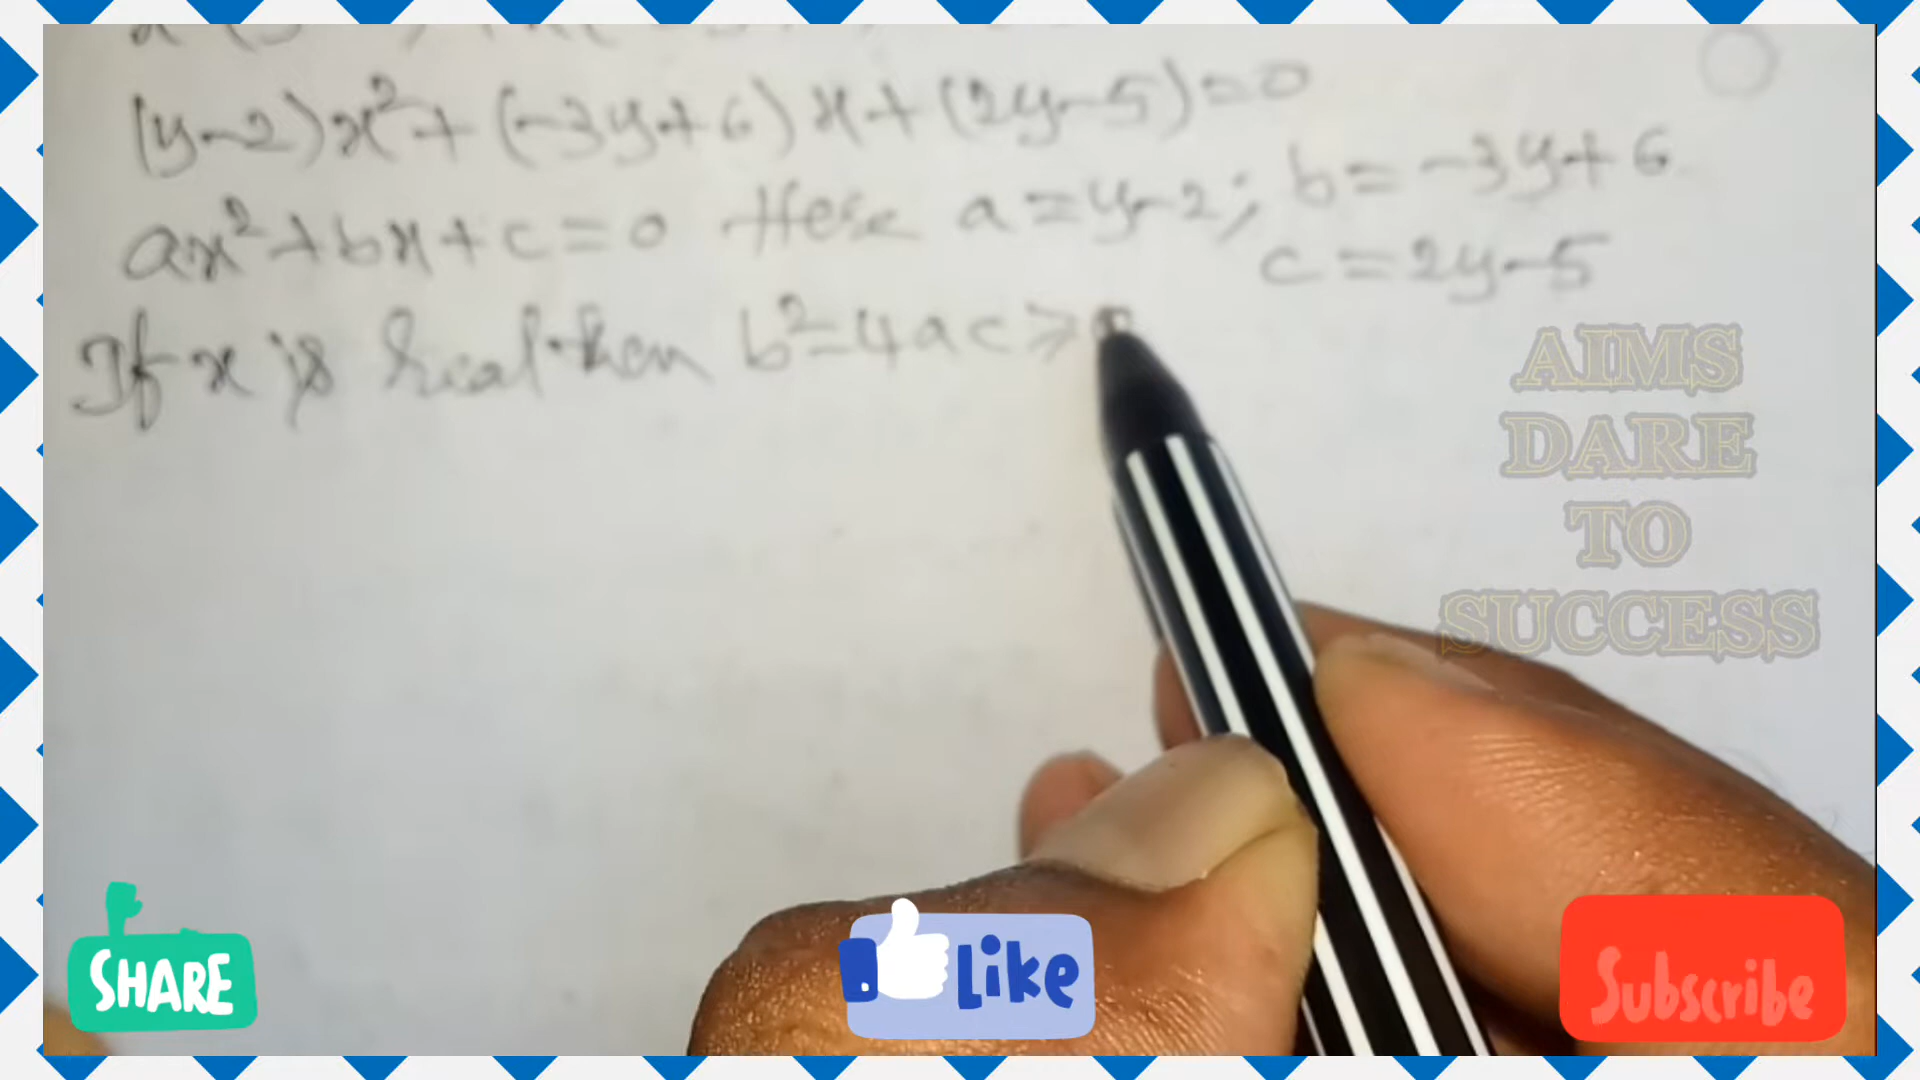 (y-2)x²+(-3y+6)x+(2y-5)=0
ax²+bx+c=0 Here a=y-2; b=-3y+6
c=2y-5
If x is real then b²-4ac≥
AIMS
DARE
TO
SUCCESS
SHARE
Like
Subscribe